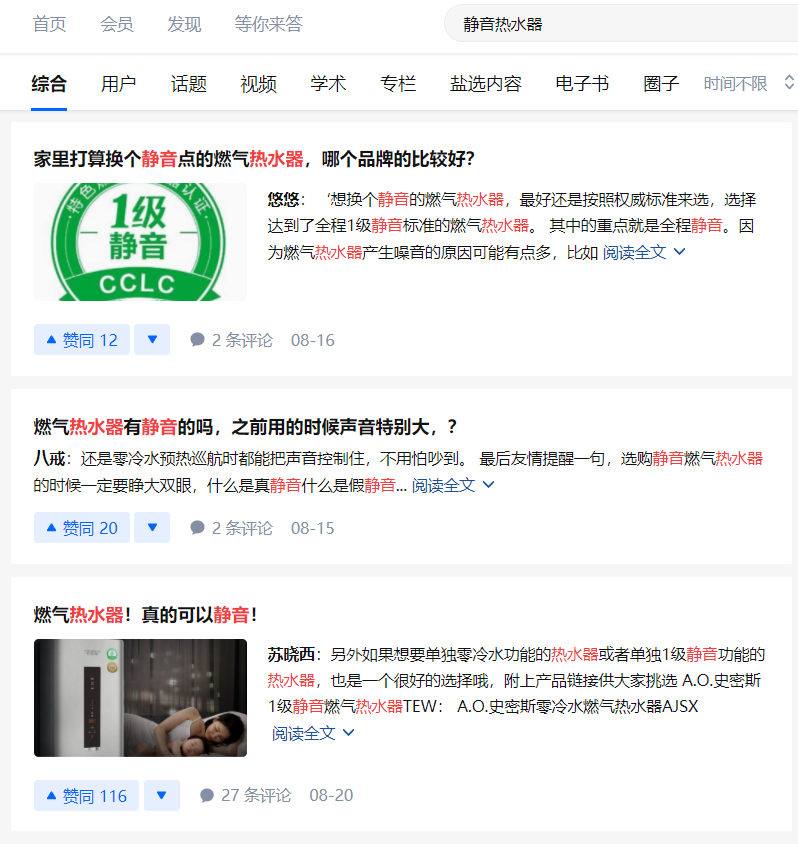 首页 会员 发现 等你来答 静音热水器
综合 用户 话题 视频 学术 专栏 盐选内容 电子书 圈子 时间不限
家里打算换个静音点的燃气热水器，哪个品牌的比较好？
认证
1级
静音
CCLC
悠悠：‘想换个静音的燃气热水器，最好还是按照权威标准来选，选择
达到了全程1级静音标准的燃气热水器。 其中的重点就是全程静音。因
为燃气热水器产生噪音的原因可能有点多，比如 阅读全文
赞同 12 2 条评论 08-16
燃气热水器有静音的吗，之前用的时候声音特别大，？
八戒：还是零冷水预热巡航时都能把声音控制住，不用怕吵到。 最后友情提醒一句，选购静音燃气热水器
的时候一定要睁大双眼，什么是真静音什么是假静音... 阅读全文
赞同 20 2 条评论 08-15
燃气热水器！真的可以静音！
苏晓西：另外如果想要单独零冷水功能的热水器或者单独1级静音功能的
热水器，也是一个很好的选择哦，附上产品链接供大家挑选 A.O.史密斯
1级静音燃气热水器TEW： A.O.史密斯零冷水燃气热水器AJSX
阅读全文
赞同 116 27 条评论 08-20